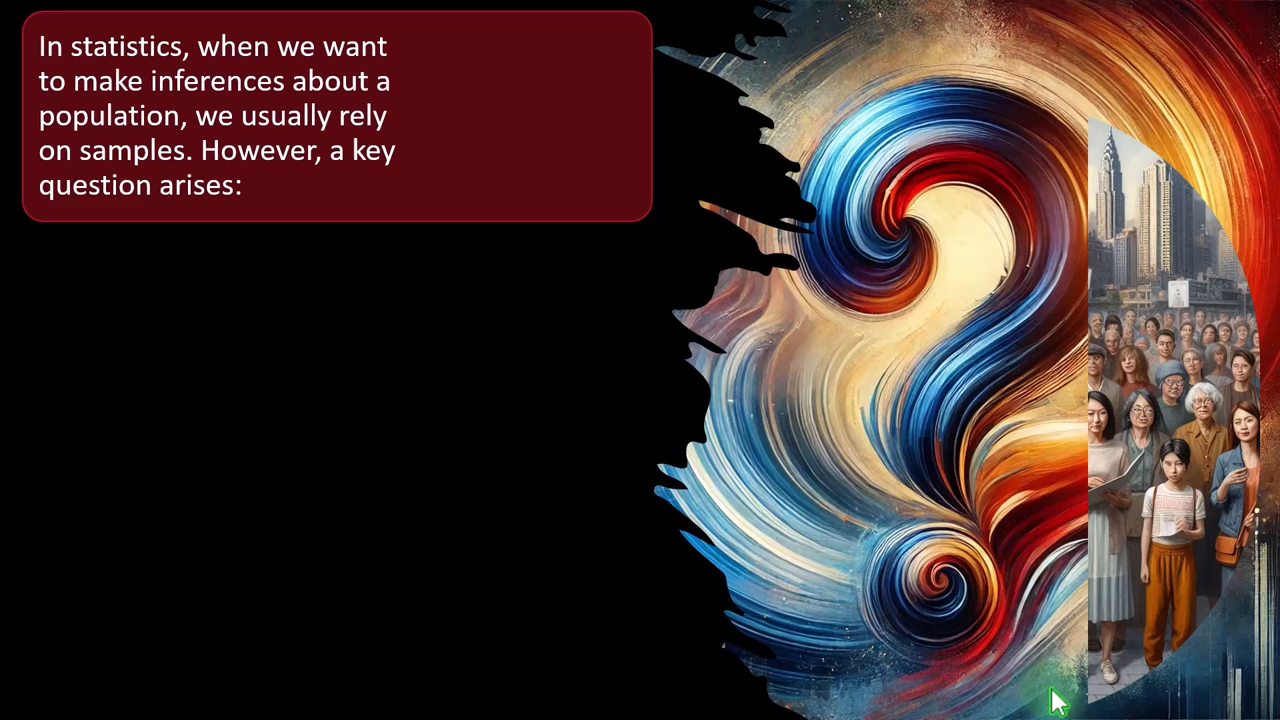 In statistics, when we want
to make inferences about a
population, we usually rely
on samples. However, a key
question arises: